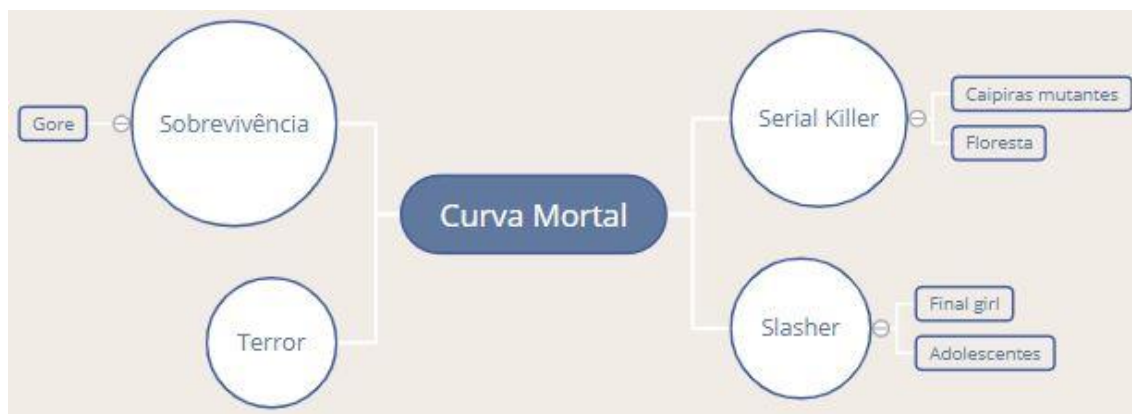 Gore
Sobrevivência
Terror
Curva Mortal
Serial Killer
Caipiras mutantes
Floresta
Slasher
Final girl
Adolescentes